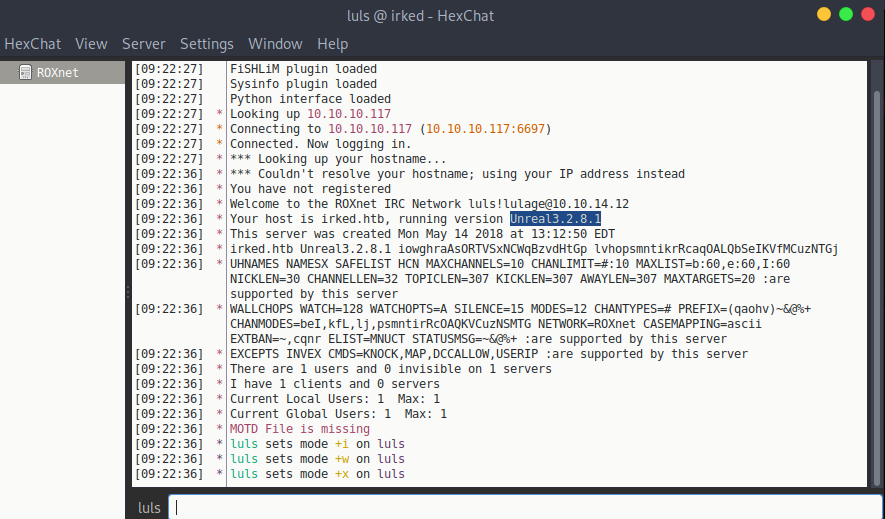 luls @ irked - HexChat
HexChat View Server Settings Window Help
ROXnet
[09:22:27] FiSHLiM plugin loaded
[09:22:27] Sysinfo plugin loaded
[09:22:27] Python interface loaded
[09:22:27] * Looking up 10.10.10.117
[09:22:27] * Connecting to 10.10.10.117 (10.10.10.117:6697)
[09:22:27] * Connected. Now logging in.
[09:22:27] * *** Looking up your hostname...
[09:22:36] * *** Couldn't resolve your hostname; using your IP address instead
[09:22:36] * You have not registered
[09:22:36] * Welcome to the ROXnet IRC Network luls!lulage@10.10.14.12
[09:22:36] * Your host is irked.htb, running version Unreal3.2.8.1
[09:22:36] * This server was created Mon May 14 2018 at 13:12:50 EDT
[09:22:36] * irked.htb Unreal3.2.8.1 iowghraAsORTVSxNCWqBzvdHtGp lvhopsmntikrRcaqOALQbSeIKVfMCuzNTGj
[09:22:36] * UHNAMES NAMESX SAFELIST HCN MAXCHANNELS=10 CHANLIMIT=#:10 MAXLIST=b:60,e:60,I:60
NICKLEN=30 CHANNELLEN=32 TOPICLEN=307 KICKLEN=307 AWAYLEN=307 MAXTARGETS=20 :are
supported by this server
[09:22:36] * WALLCHOPS WATCH=128 WATCHOPTS=A SILENCE=15 MODES=12 CHANTYPES=# PREFIX=(qaohv)~&@%+
CHANMODES=beI,kfL,lj,psmntirRcOAQKVCuzNSMTG NETWORK=ROXnet CASEMAPPING=ascii
EXTBAN=~,cqnr ELIST=MNUCT STATUSMSG=~&@%+ :are supported by this server
[09:22:36] * EXCEPTS INVEX CMDS=KNOCK,MAP,DCCALLOW,USERIP :are supported by this server
[09:22:36] * There are 1 users and 0 invisible on 1 servers
[09:22:36] * I have 1 clients and 0 servers
[09:22:36] * Current Local Users: 1 Max: 1
[09:22:36] * Current Global Users: 1 Max: 1
[09:22:36] * MOTD File is missing
[09:22:36] * luls sets mode +i on luls
[09:22:36] * luls sets mode +w on luls
[09:22:36] * luls sets mode +x on luls
luls